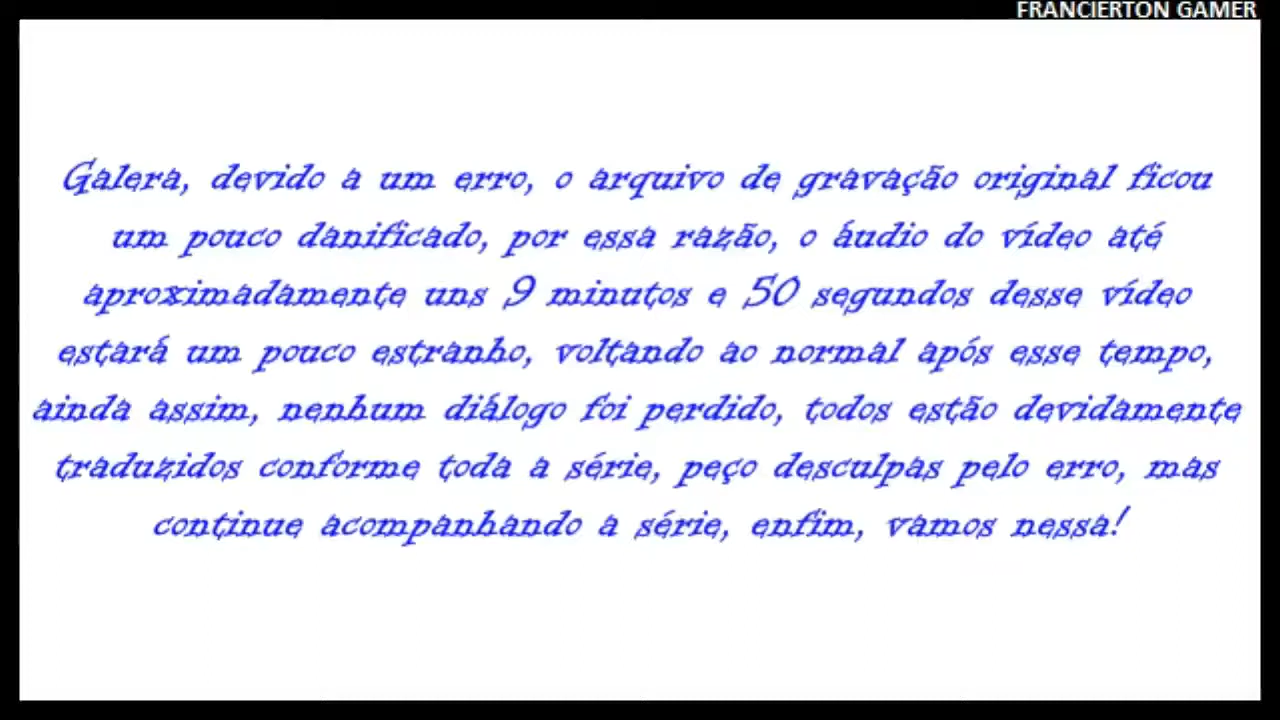 FRANCIERTON GAMER
Galera, devido a um erro, o arquivo de gravação original ficou
um pouco danificado, por essa razão, o áudio do vídeo até
aproximadamente uns 9 minutos e 50 segundos desse vídeo
estará um pouco estranho, voltando ao normal após esse tempo,
ainda assim, nenhum diálogo foi perdido, todos estão devidamente
traduzidos conforme toda a série, peço desculpas pelo erro, mas
continue acompanhando a série, enfim, vamos nessa!